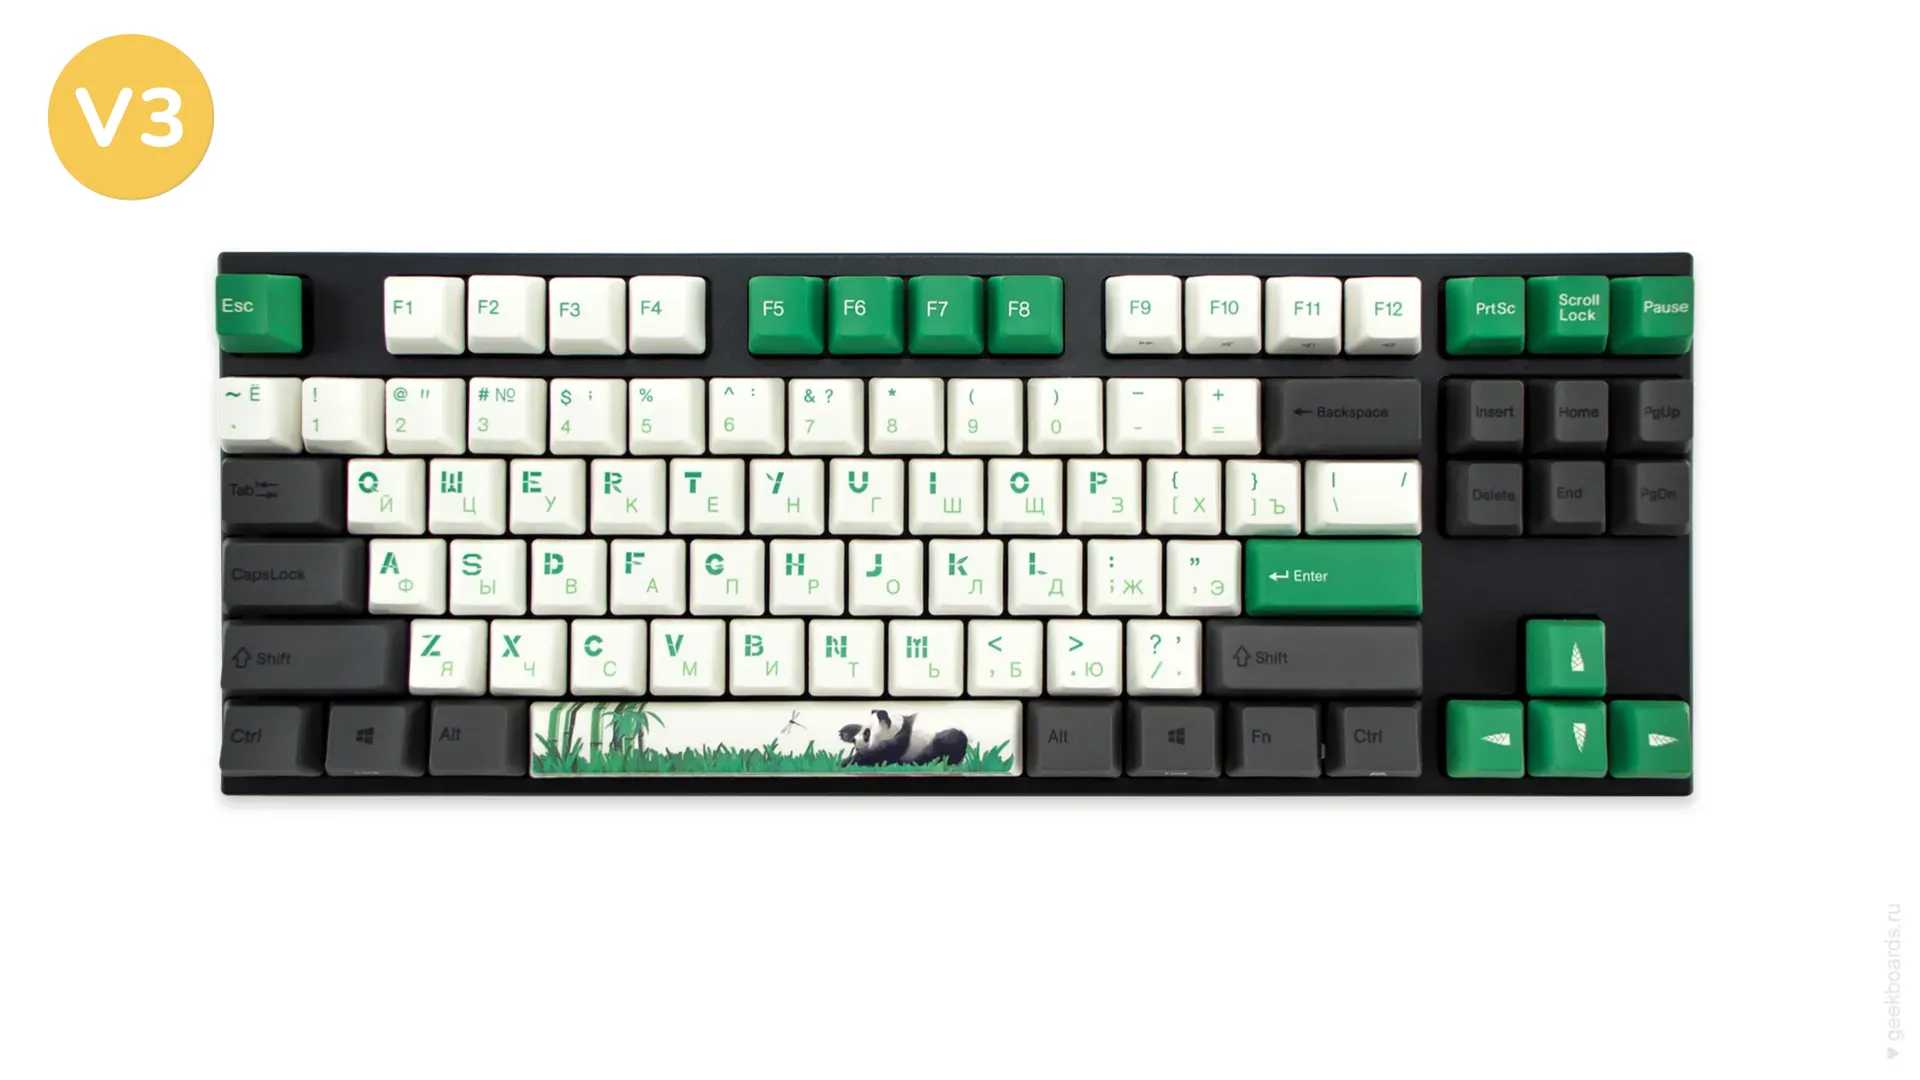 V3
Esc F1 F2 F3 F4 F5 F6 F7 F8 F9 F10 F11 F12 PrtSc Scroll Lock Pause
~ Ё ! @ " # № $ ; % ^ : & ? * ( ) — + ← Backspace Insert Home PgUp
1 2 3 4 5 6 7 8 9 0 - =
Tab Q W E R T Y U I O P { } | / Delete End PgDn
Й Ц У К Е Н Г Ш Щ З [ Х ] Ъ \
CapsLock A S D F G H J K L : " Enter
Ф Ы В А П Р О Л Д ; Ж , Э
Shift Z X C V B N M < > ? , Shift
Я Ч С М И Т Ь , Б . Ю / .
Ctrl Alt Alt Fn Ctrl
geekboards.ru